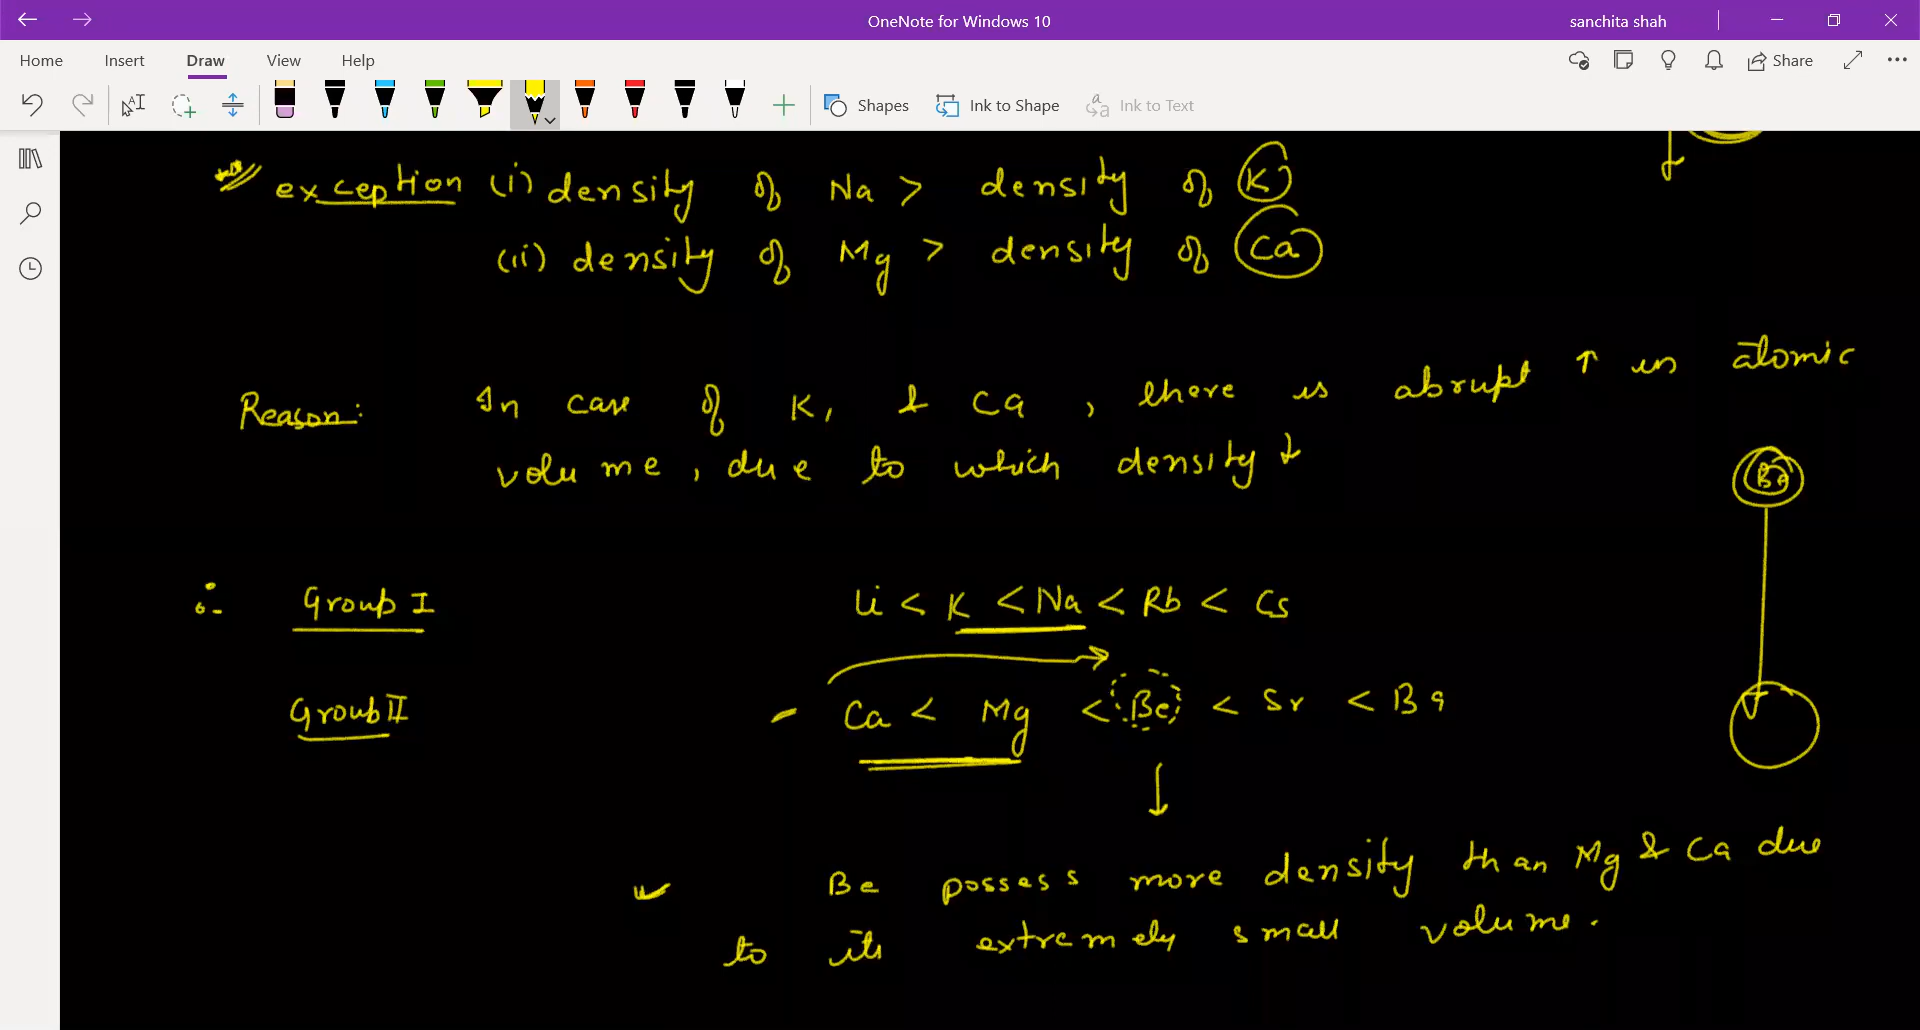 OneNote for Windows 10
sanchita shah
Home Insert Draw View Help
Share
Shapes Ink to Shape Ink to Text
exception (i) density of Na > density of K
(ii) density of Mg > density of Ca
Reason: In case of K, & Ca, there is abrupt ↑ in atomic
volume, due to which density ↓
Ba
∴ Group I Li < K < Na < Rb < Cs
Group II Ca < Mg < Be < Sr < Ba
↓
Be possess more density than Mg & Ca due
to its extremely small volume.